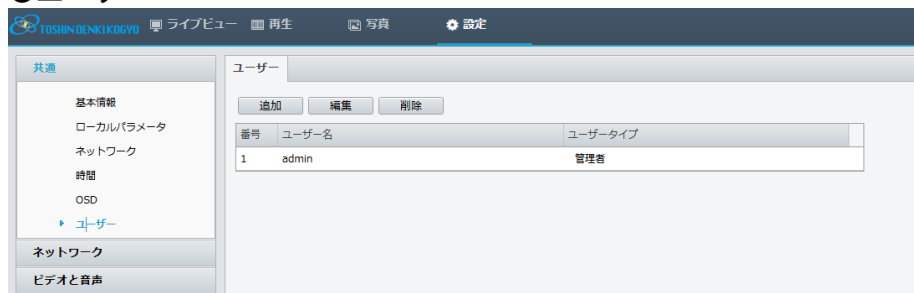 TOSHIN DENKI KOGYO ライブビュー 再生 写真 設定
共通
基本情報
ローカルパラメータ
ネットワーク
時間
OSD
ユーザー
ネットワーク
ビデオと音声
ユーザー
追加 編集 削除
番号 ユーザー名 ユーザータイプ
1 admin 管理者